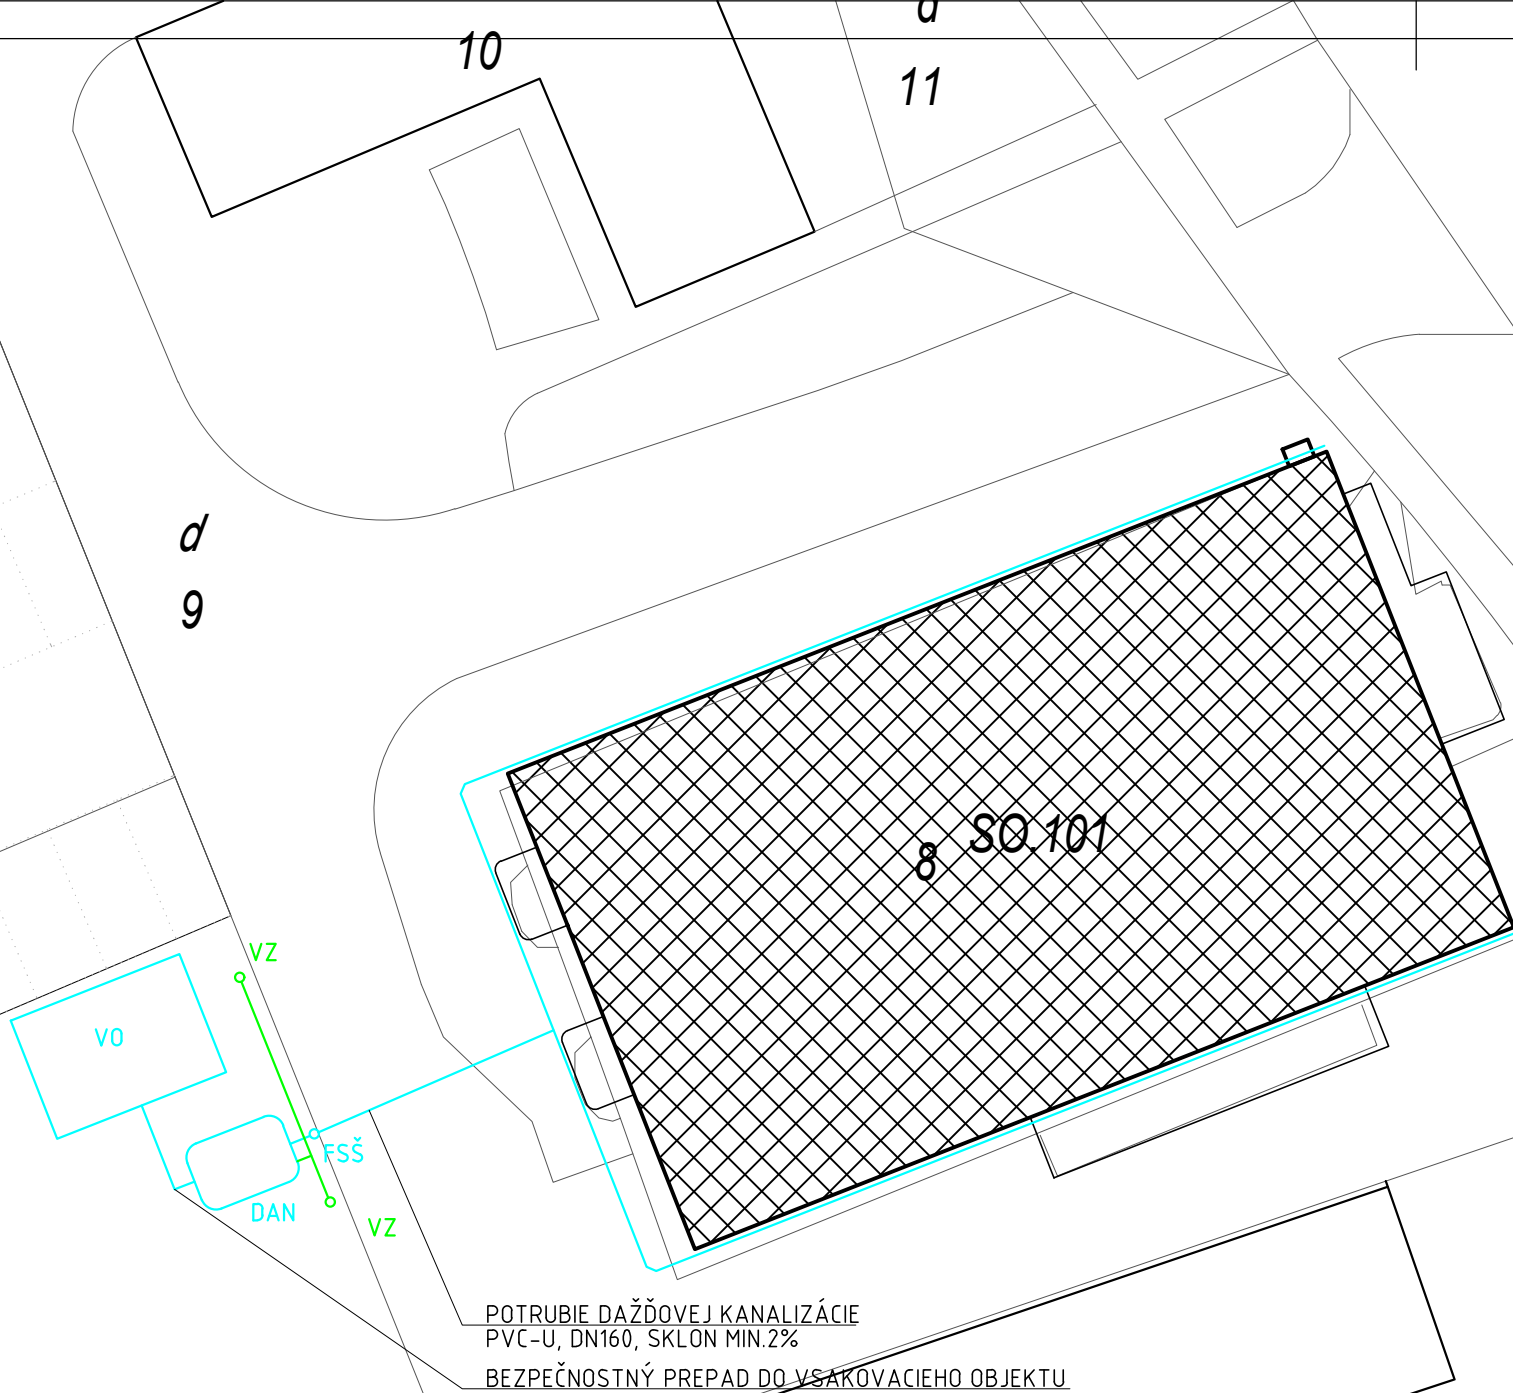 d
10
11
d
9
SO.101
8
VZ
VO
FSŠ
DAN
VZ
POTRUBIE DAŽĎOVEJ KANALIZÁCIE
PVC-U, DN160, SKLON MIN.2%
BEZPEČNOSTNÝ PREPAD DO VSAKOVACIEHO OBJEKTU